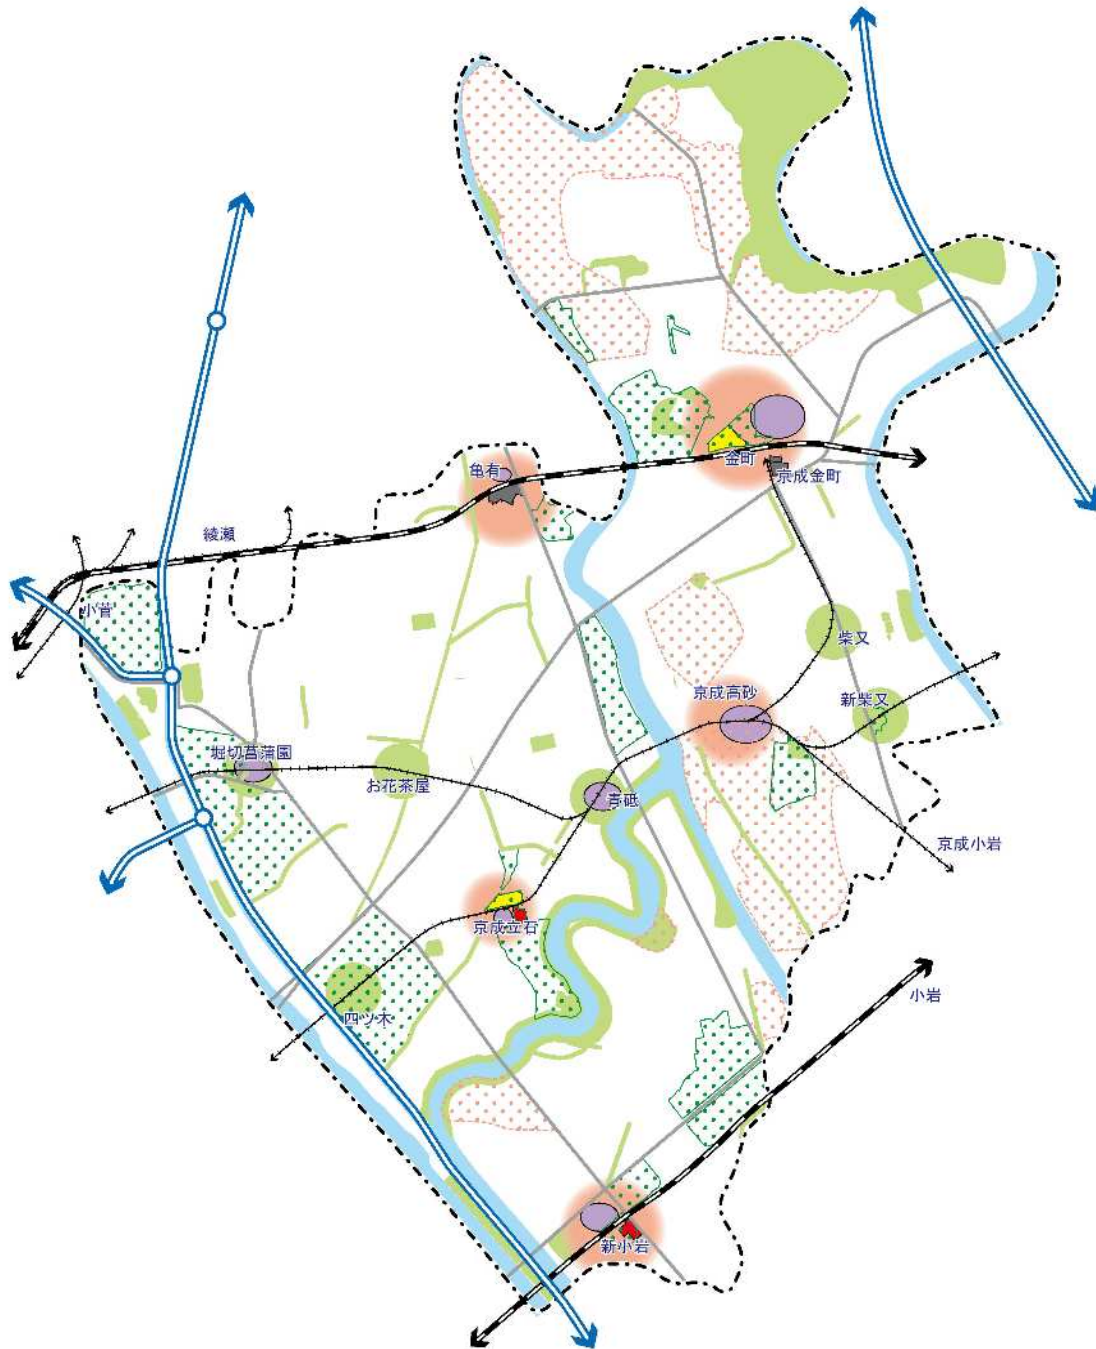 金町
京成金町
亀有
綾瀬
小菅
柴又
京成高砂
新柴又
堀切菖蒲園
お花茶屋
青砥
京成小岩
京成立石
小岩
四ツ木
新小岩